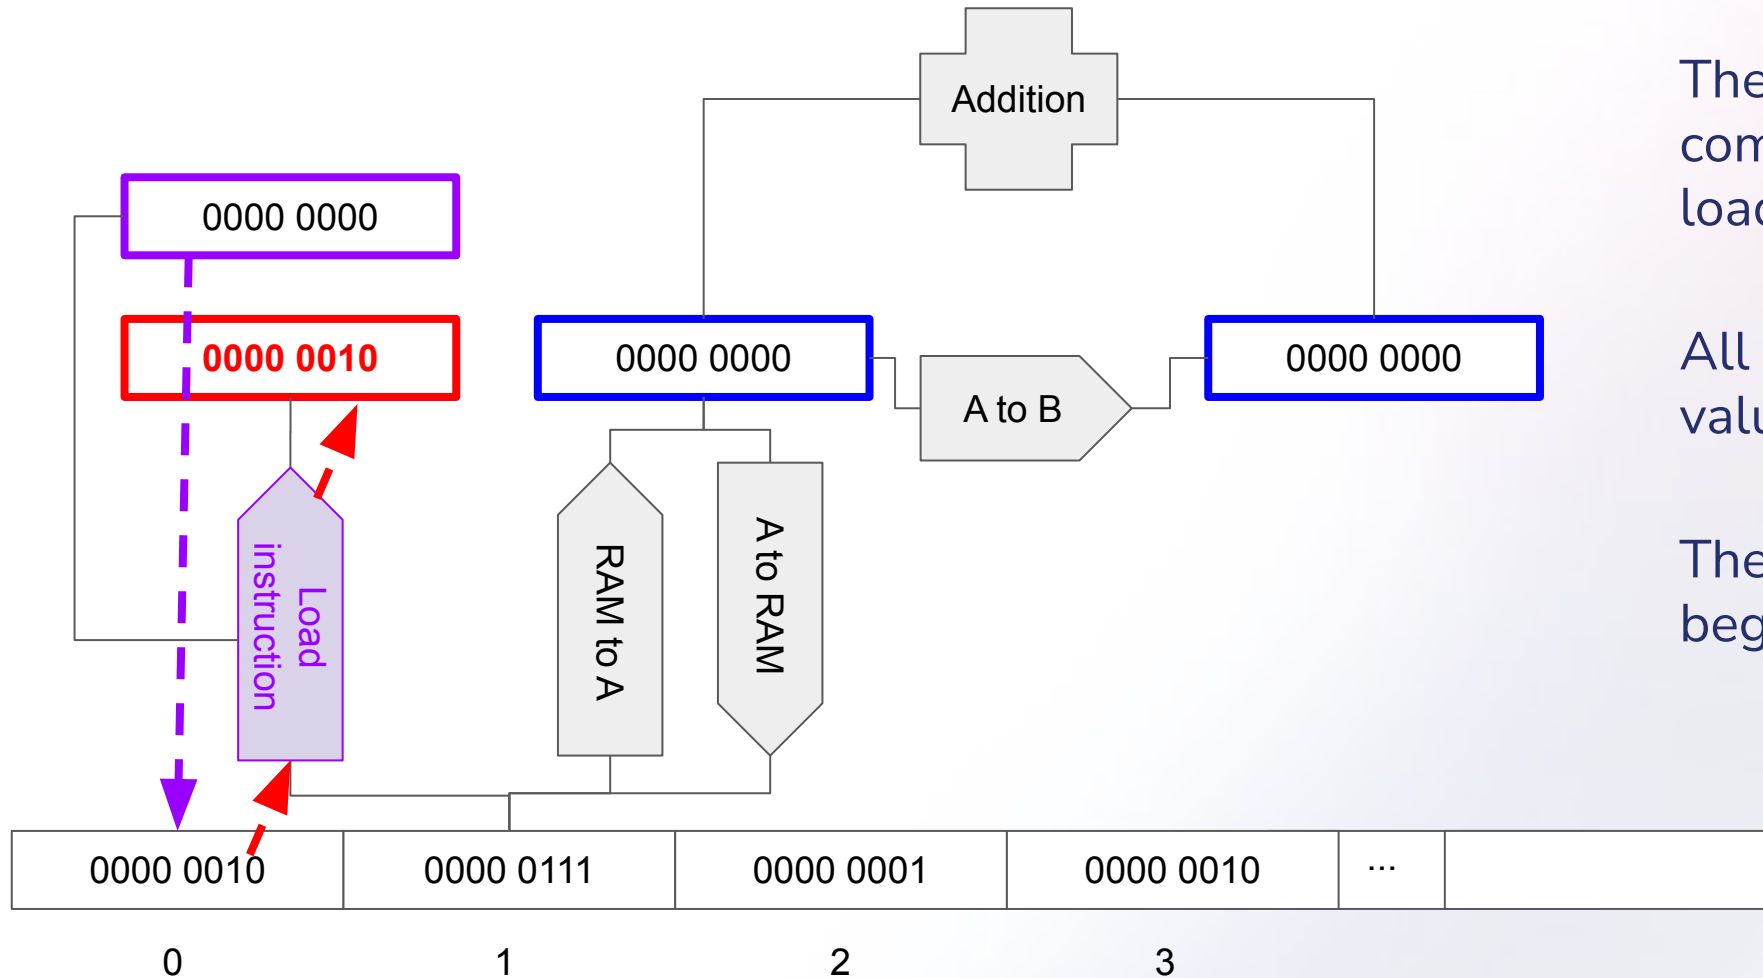 Addition
0000 0000
0000 0010
0000 0000
A to B
0000 0000
Load
instruction
RAM to A
A to RAM
0000 0010
0000 0111
0000 0001
0000 0010
...
0
1
2
3
The
All
The